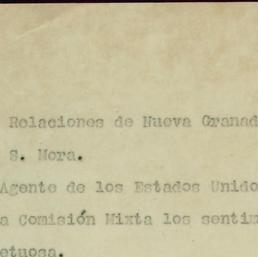 Relaciones de Nueva Granad
S. Mora.
Agente de los Estados Unido
a Comisión Mixta los sentim
etuosa.